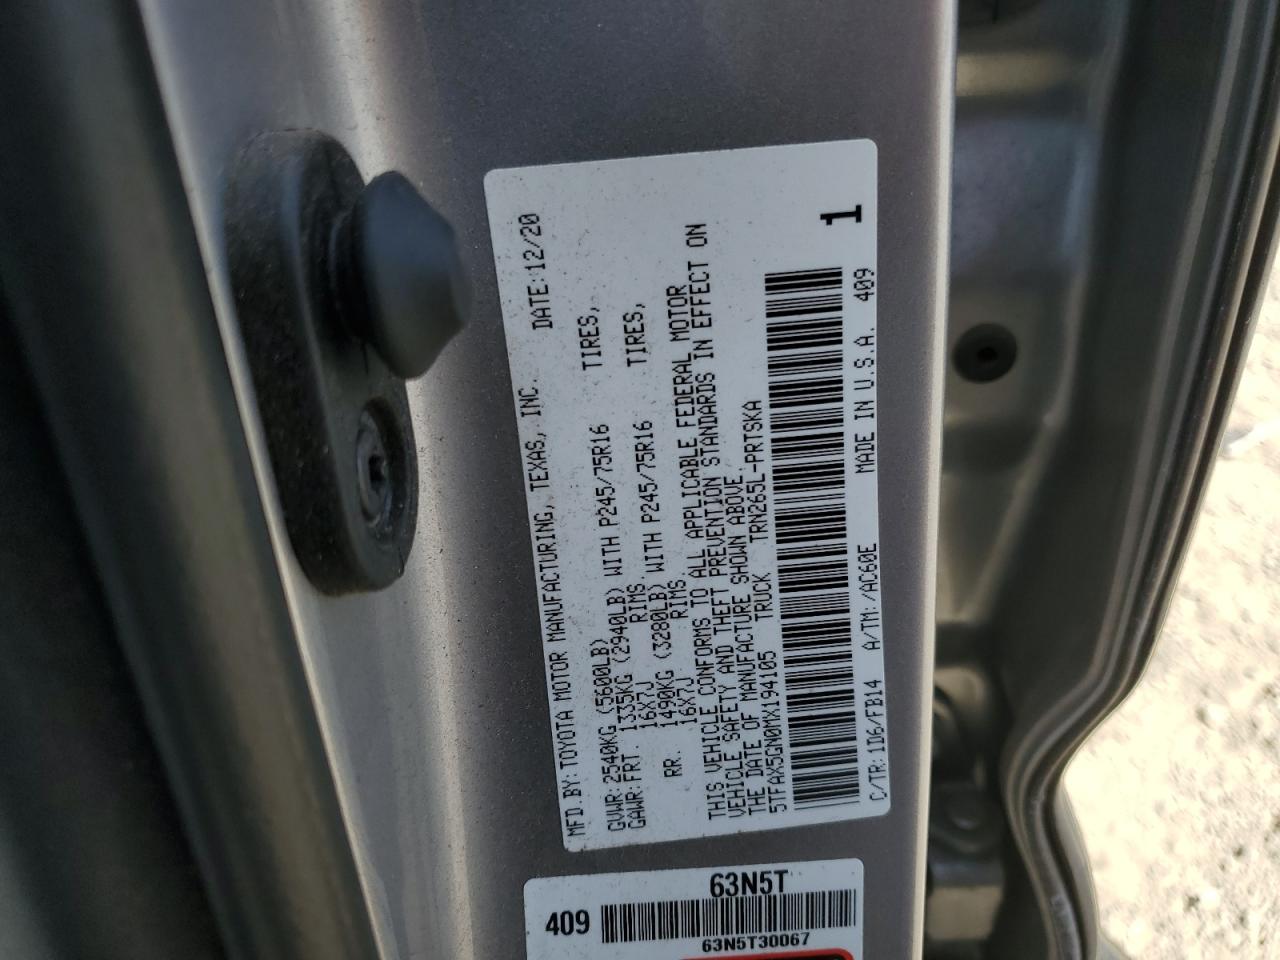 MFD.BY:TOYOTA MOTOR MANUFACTURING, TEXAS, INC. DATE:12/20
GVWR:2540KG (5600LB)
GAWR:FRT. 1335KG (2940LB) WITH P245/75R16 TIRES,
16X7J RIMS.
RR. 1490KG (3280LB) WITH P245/75R16 TIRES,
16X7J RIMS
THIS VEHICLE CONFORMS TO ALL APPLICABLE FEDERAL MOTOR
VEHICLE SAFETY AND THEFT PREVENTION STANDARDS IN EFFECT ON
THE DATE OF MANUFACTURE SHOWN ABOVE.
5TFAX5GN0MX194105 TRUCK TRN265L-PRTSKA
1
C/TR:1D6/FB14 A/TM:/AC60E MADE IN U.S.A. 409
63N5T
409
63N5T30067